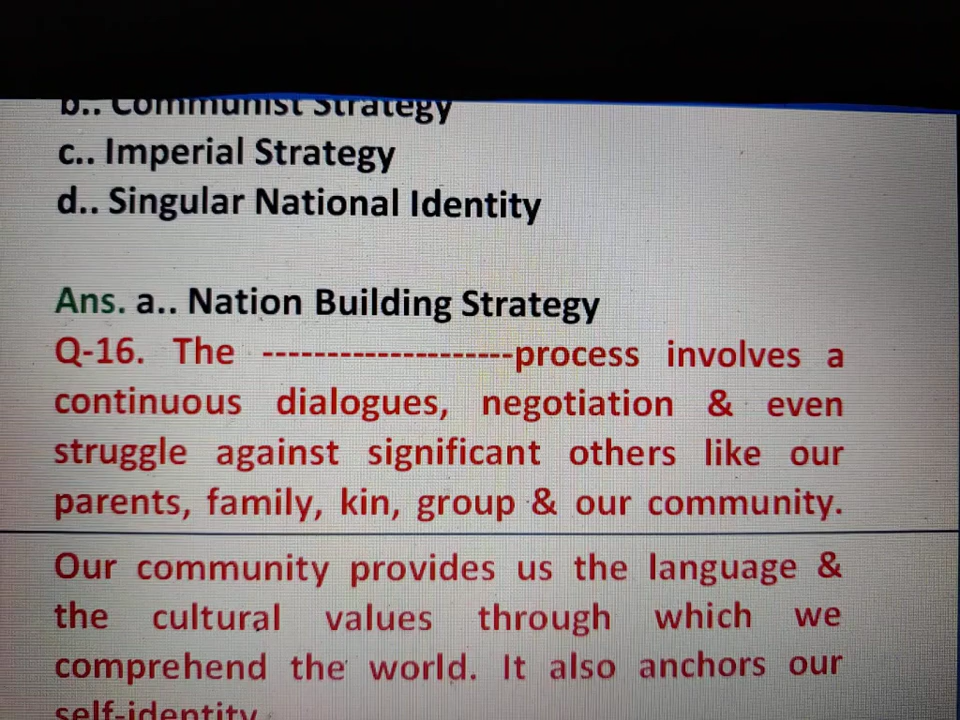 b.. Communist Strategy
c.. Imperial Strategy
d.. Singular National Identity
Ans. a.. Nation Building Strategy
Q-16. The --------------------process involves a
continuous dialogues, negotiation & even
struggle against significant others like our
parents, family, kin, group & our community.
Our community provides us the language &
the cultural values through which we
comprehend the world. It also anchors our
self-identity.